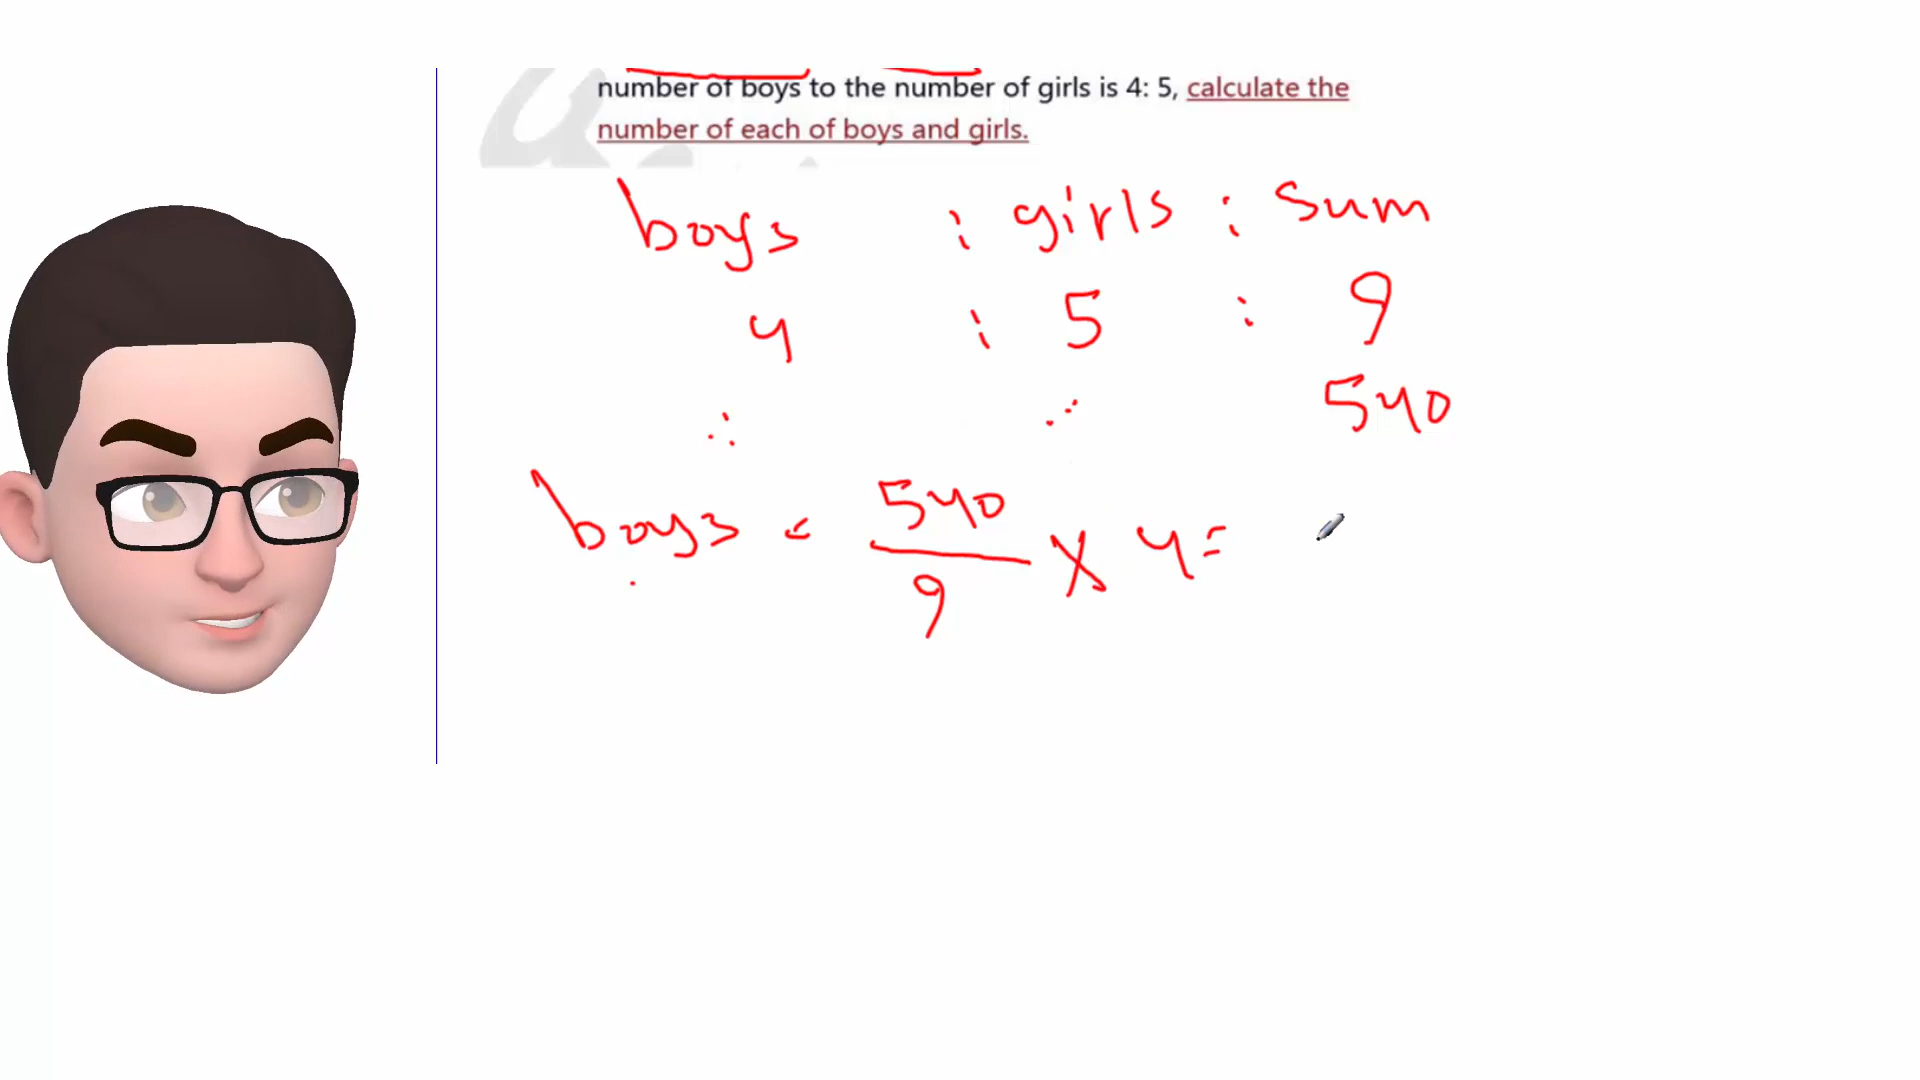 number of boys to the number of girls is 4: 5, calculate the
number of each of boys and girls.
boys : girls : sum
4 : 5 : 9
540
boys = 540/9 × 4 =